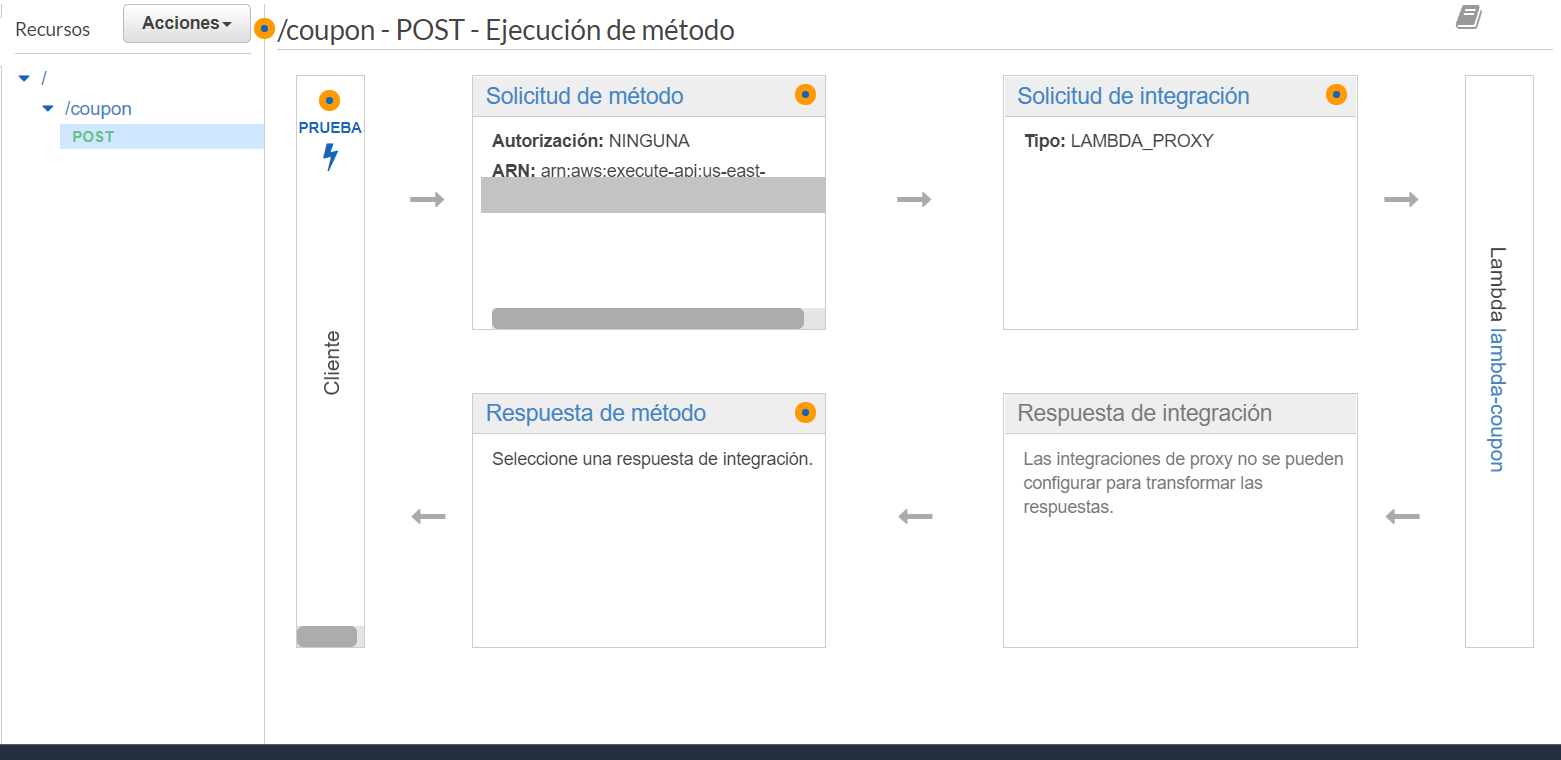 Recursos
Acciones
/coupon - POST - Ejecución de método
/
/coupon
POST
PRUEBA
Cliente
Solicitud de método
Autorización: NINGUNA
ARN: arn:aws:execute-api:us-east-
Solicitud de integración
Tipo: LAMBDA_PROXY
Lambda lambda-coupon
Respuesta de método
Seleccione una respuesta de integración.
Respuesta de integración
Las integraciones de proxy no se pueden
configurar para transformar las
respuestas.